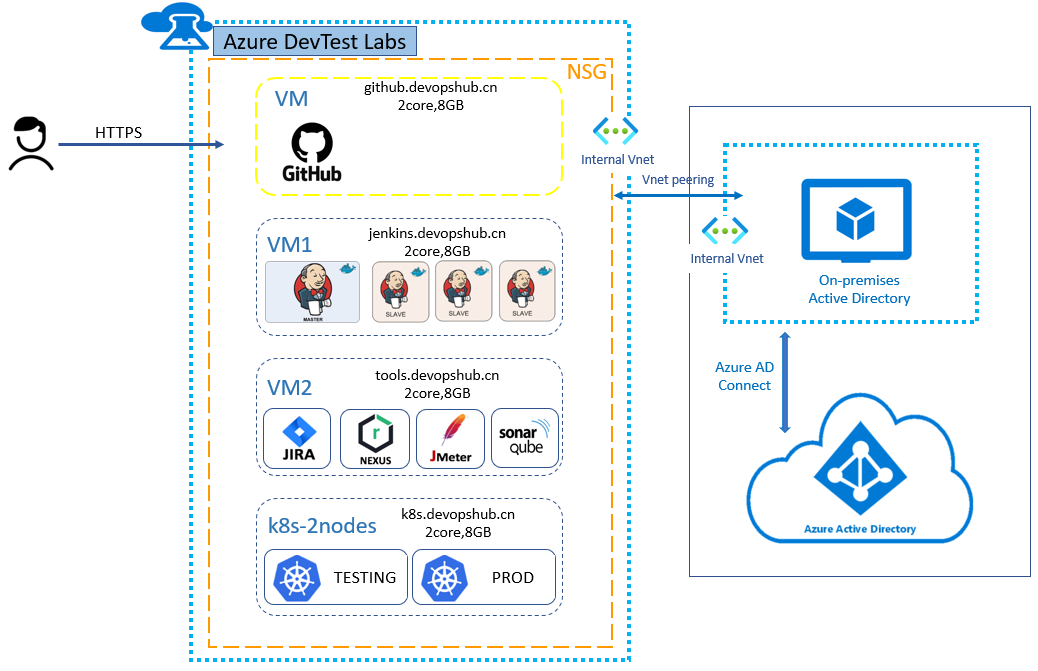 Azure DevTest Labs
NSG
HTTPS
VM
github.devopshub.cn
2core,8GB
GitHub
Internal Vnet
Vnet peering
Internal Vnet
On-premises
Active Directory
VM1
jenkins.devopshub.cn
2core,8GB
MASTER
SLAVE
SLAVE
SLAVE
VM2
tools.devopshub.cn
2core,8GB
JIRA
r
NEXUS
JMeter
sonar
qube
Azure AD
Connect
k8s-2nodes
k8s.devopshub.cn
2core,8GB
TESTING
PROD
Azure Active Directory